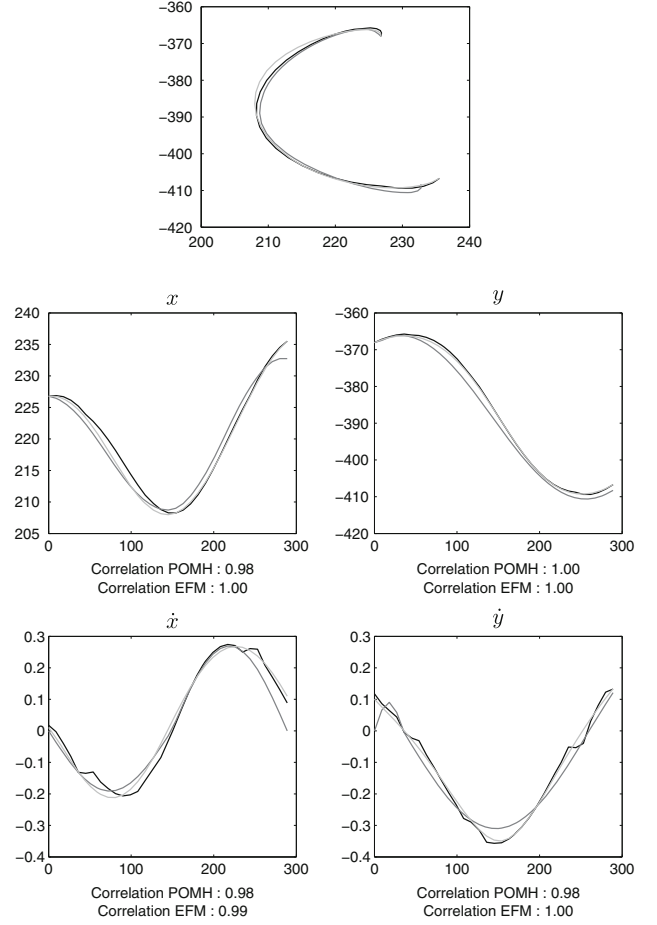 −360
−370
−380
−390
−400
−410
−420
200 210 220 230 240
x
240
235
230
225
220
215
210
205
0 100 200 300
Correlation POMH : 0.98
Correlation EFM : 1.00
y
−360
−380
−400
−420
0 100 200 300
Correlation POMH : 1.00
Correlation EFM : 1.00
ẋ
0.3
0.2
0.1
0
−0.1
−0.2
−0.3
−0.4
0 100 200 300
Correlation POMH : 0.98
Correlation EFM : 0.99
ẏ
0.3
0.2
0.1
0
−0.1
−0.2
−0.3
−0.4
0 100 200 300
Correlation POMH : 0.98
Correlation EFM : 1.00